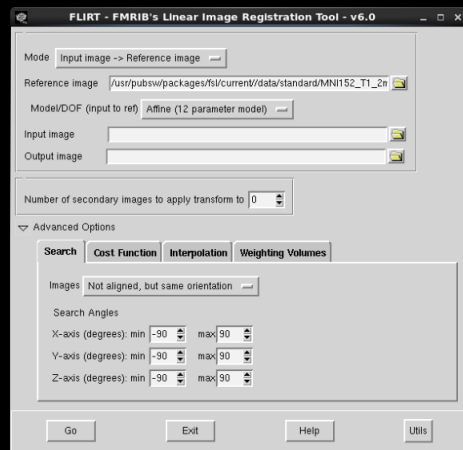 FLIRT - FMRIB's Linear Image Registration Tool - v6.0
Mode Input image -> Reference image
Reference image /usr/pubsw/packages/fsl/current//data/standard/MNI152_T1_2m
Model/DOF (input to ref) Affine (12 parameter model)
Input image
Output image
Number of secondary images to apply transform to 0
Advanced Options
Search Cost Function Interpolation Weighting Volumes
Images Not aligned, but same orientation
Search Angles
X-axis (degrees): min -90 max 90
Y-axis (degrees): min -90 max 90
Z-axis (degrees): min -90 max 90
Go Exit Help Utils